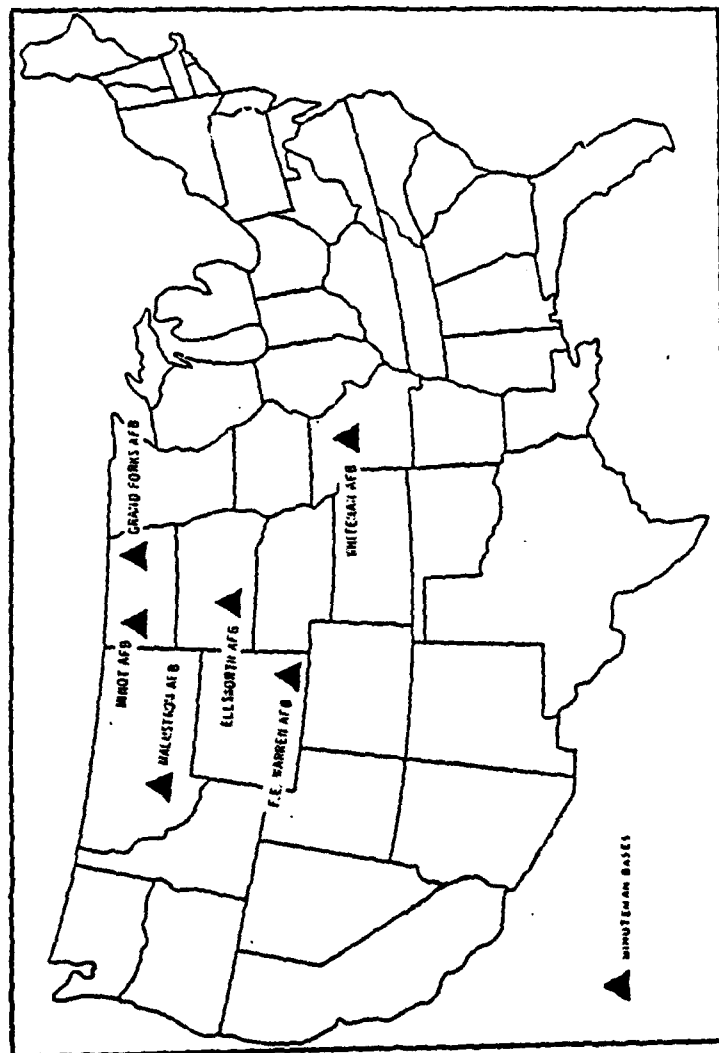 GRAND FORKS AFB
MINOT AFB
MALMSTROM AFB
ELLSWORTH AFB
F.E. WARREN AFB
WHITEMAN AFB
MINUTEMAN BASES